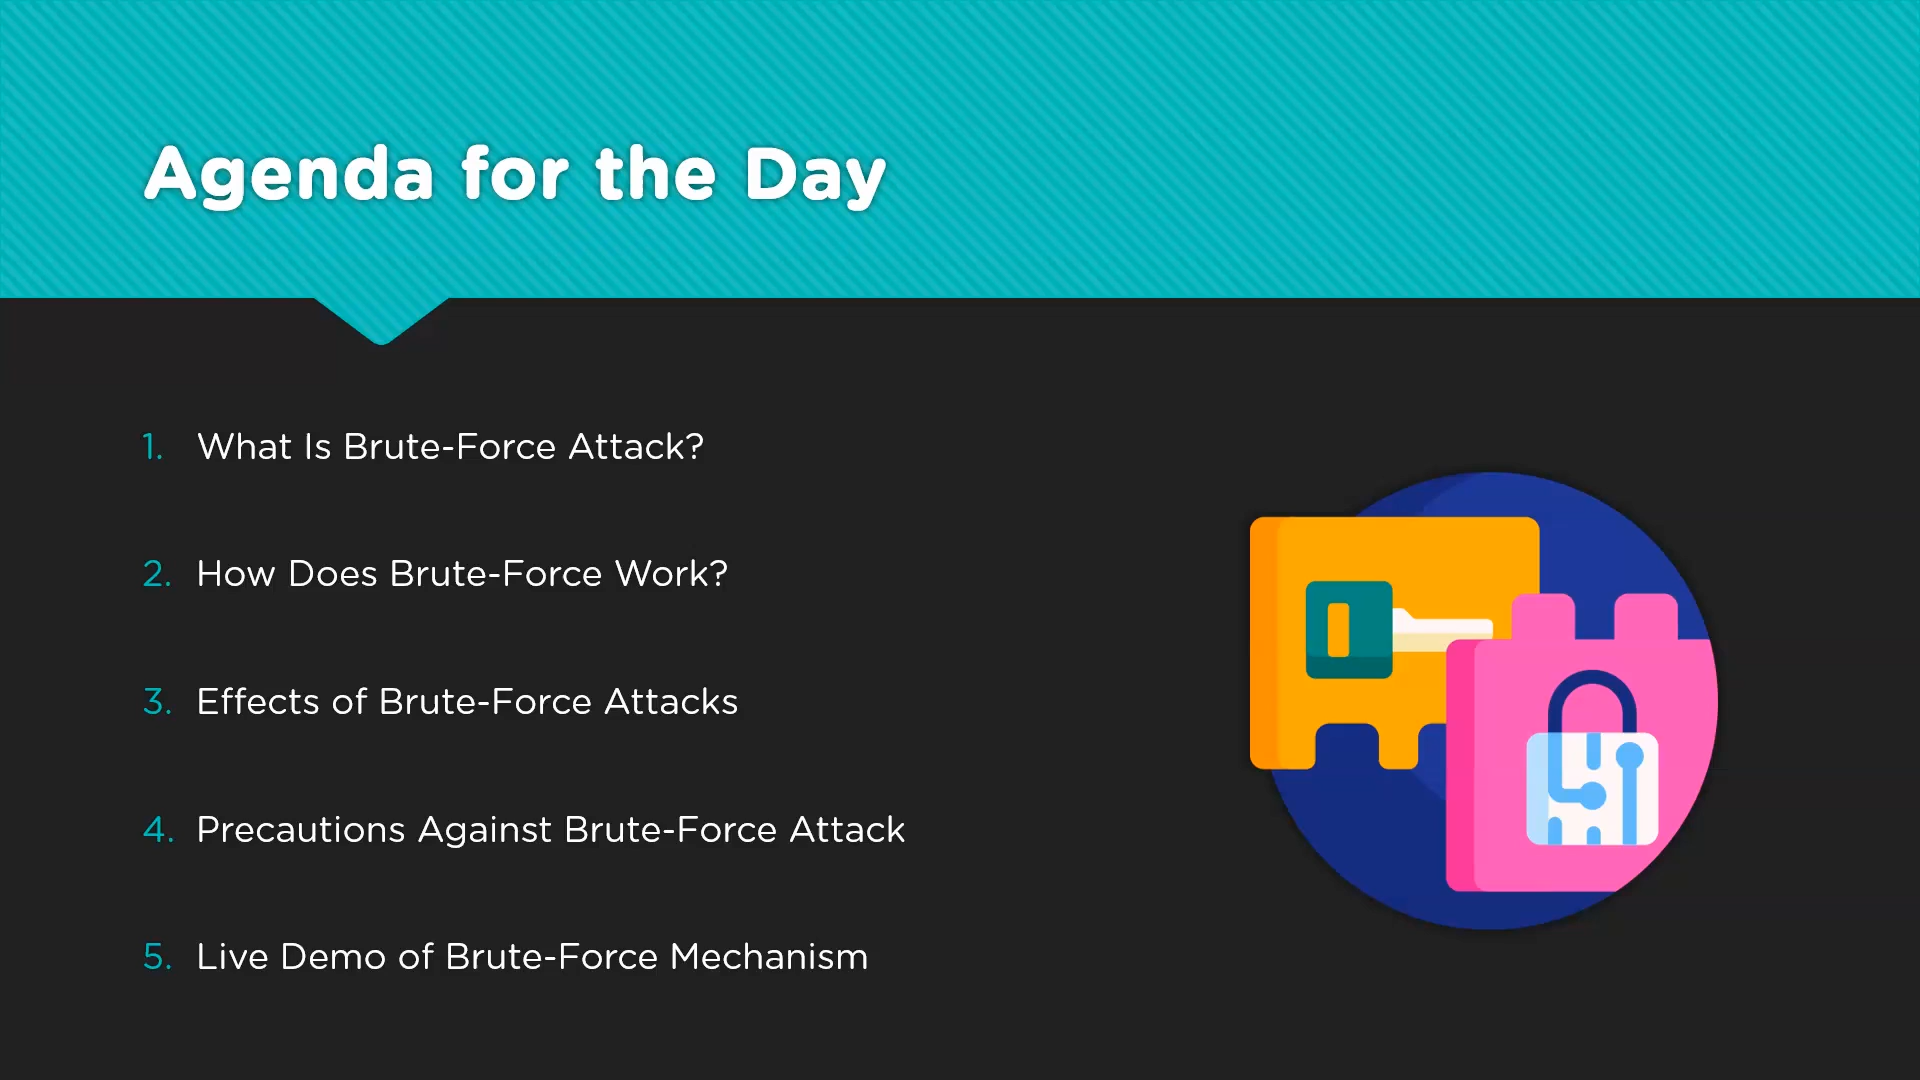 Agenda for the Day
1. What Is Brute-Force Attack?
2. How Does Brute-Force Work?
3. Effects of Brute-Force Attacks
4. Precautions Against Brute-Force Attack
5. Live Demo of Brute-Force Mechanism